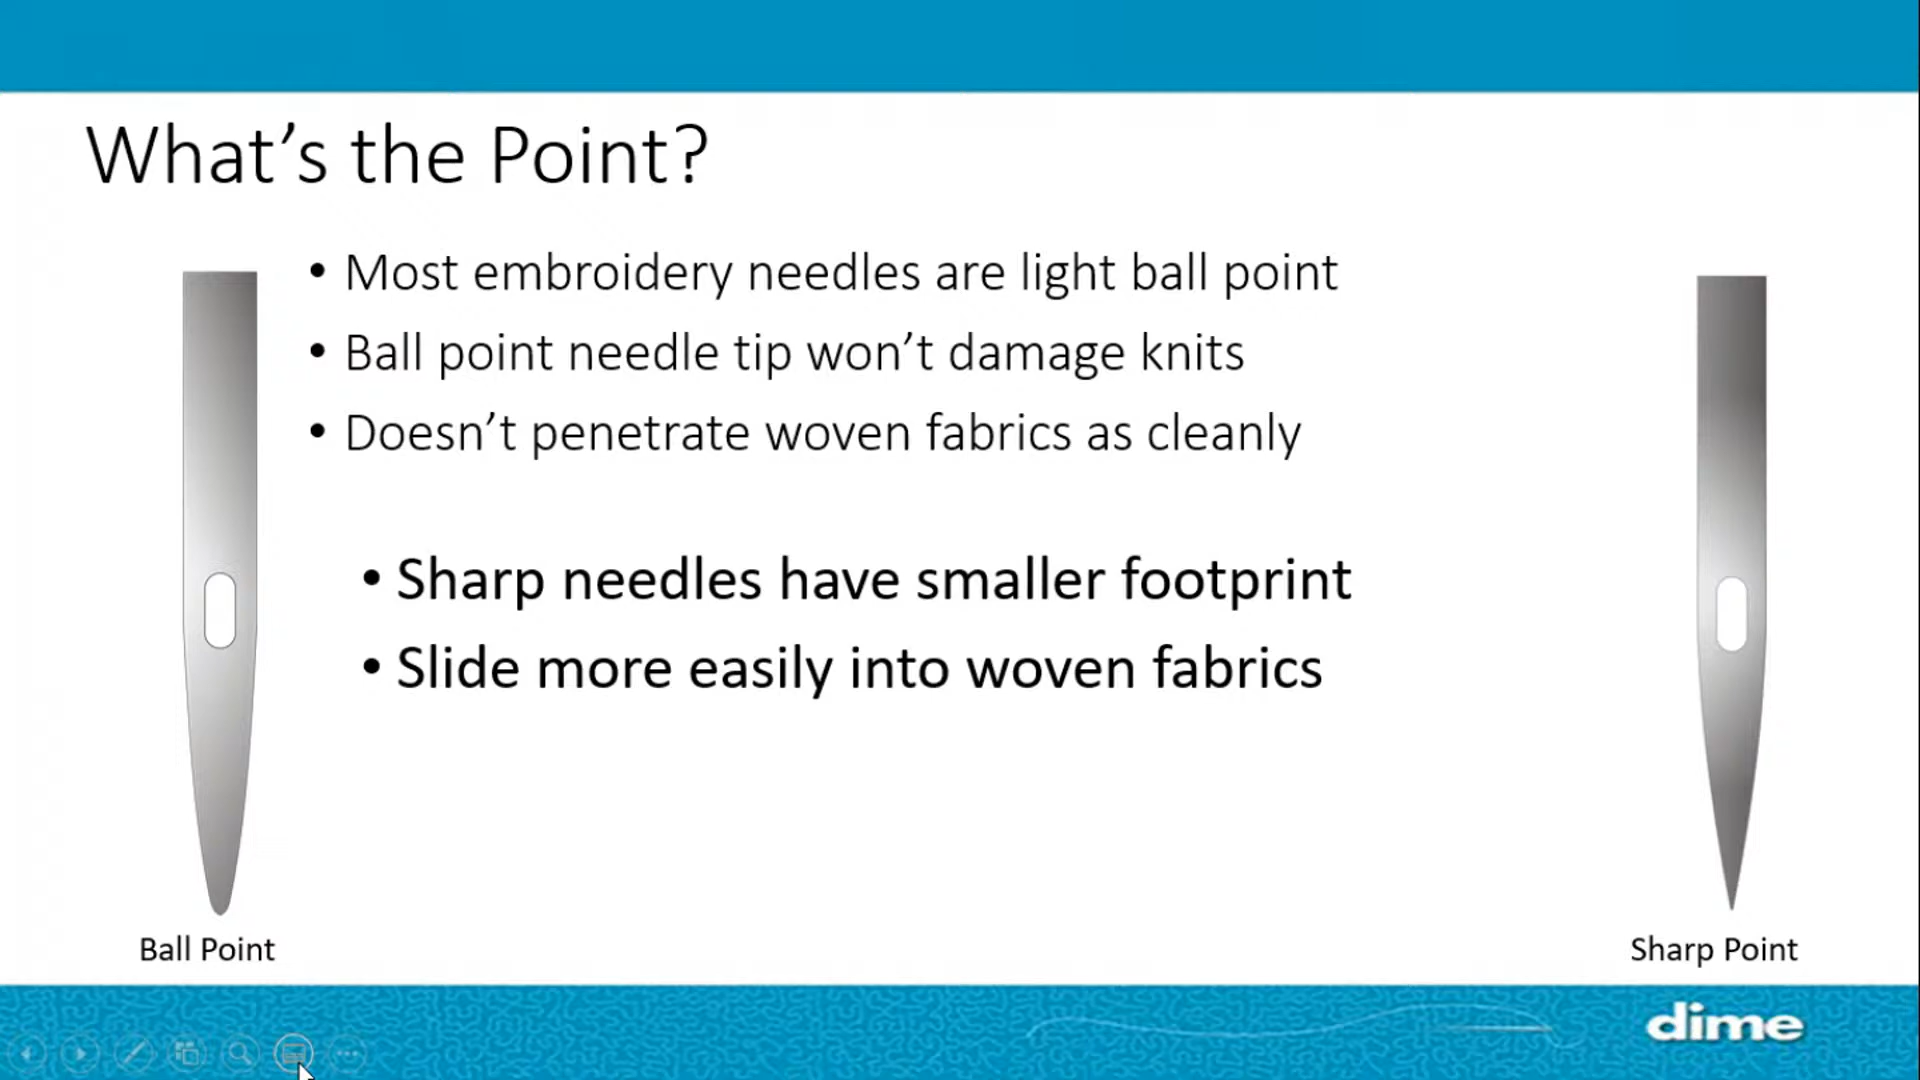 What’s the Point?
• Most embroidery needles are light ball point
• Ball point needle tip won’t damage knits
• Doesn’t penetrate woven fabrics as cleanly
• Sharp needles have smaller footprint
• Slide more easily into woven fabrics
Ball Point
Sharp Point
dime